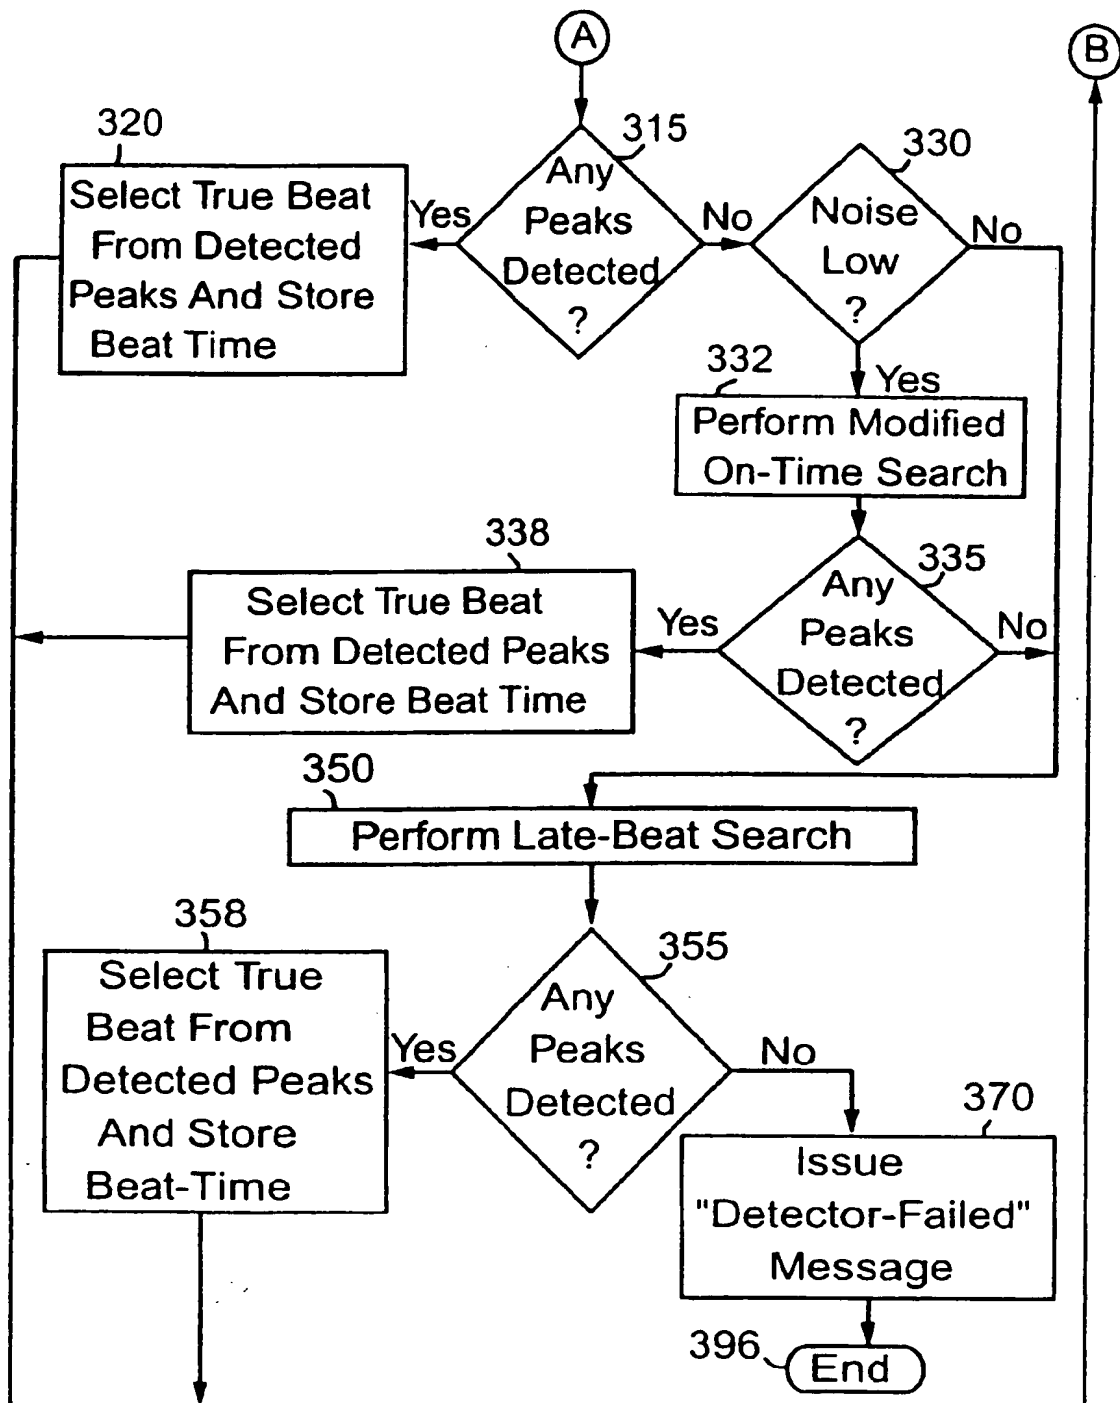 A
B
320
Select True Beat
From Detected
Peaks And Store
Beat Time
Yes
315
Any
Peaks
Detected
?
No
330
Noise
Low
?
No
Yes
332
Perform Modified
On-Time Search
338
Select True Beat
From Detected Peaks
And Store Beat Time
Yes
335
Any
Peaks
Detected
?
No
350
Perform Late-Beat Search
358
Select True
Beat From
Detected Peaks
And Store
Beat-Time
Yes
355
Any
Peaks
Detected
?
No
370
Issue
"Detector-Failed"
Message
396
End